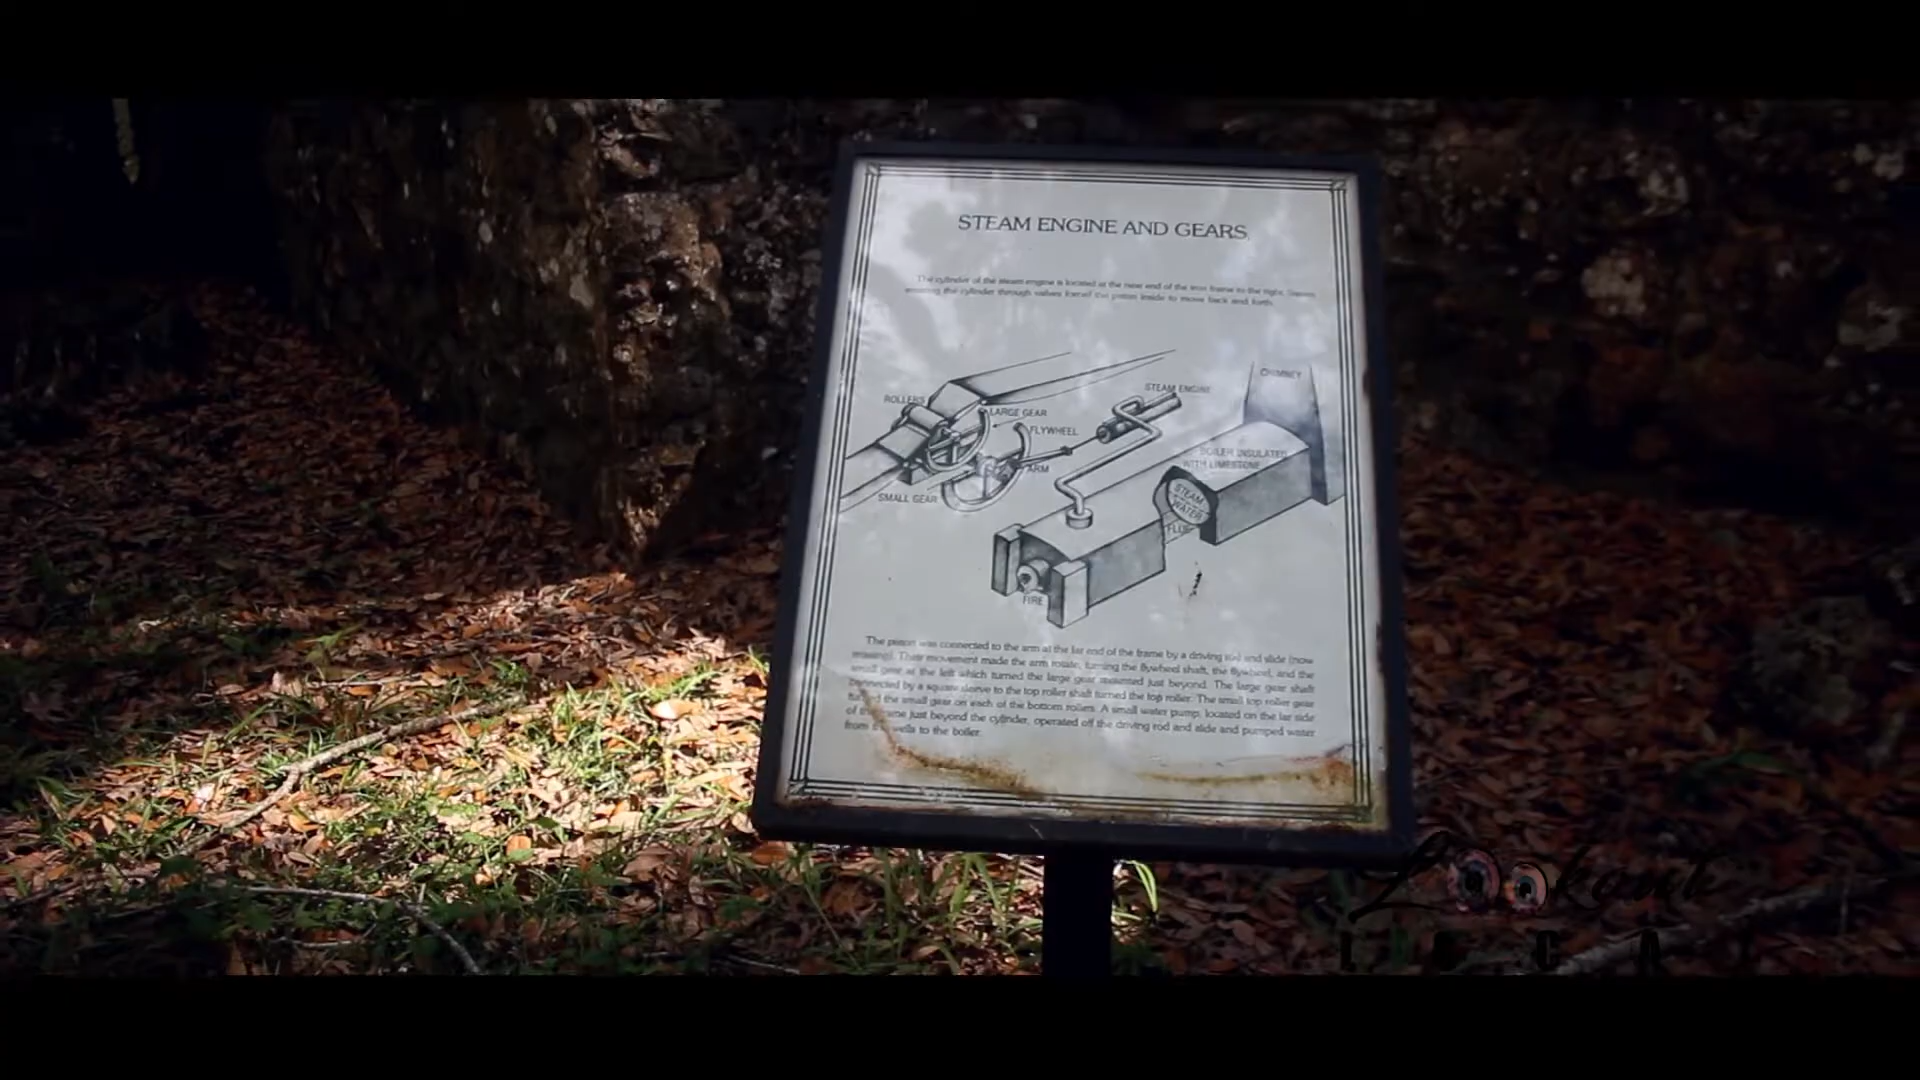 STEAM ENGINE AND GEARS
The cylinder of the steam engine is located at the near end of the iron frame to the right. Steam
entering the cylinder through valves forced the piston inside to move back and forth.
CHIMNEY
STEAM ENGINE
ROLLERS
LARGE GEAR
FLYWHEEL
BOILER INSULATED
WITH LIMESTONE
ARM
SMALL GEAR
STEAM
WATER
FLUE
FIRE
The piston was connected to the arm at the far end of the frame by a driving rod and slide (now
missing). Their movement made the arm rotate, turning the flywheel shaft, the flywheel, and the
small gear at the left which turned the large gear mounted just beyond. The large gear shaft
connected by a square sleeve to the top roller shaft turned the top roller. The small top roller gear
turned the small gear on each of the bottom rollers. A small water pump, located on the far side
of the frame just beyond the cylinder, operated off the driving rod and slide and pumped water
from wells to the boiler.
Lookout
L